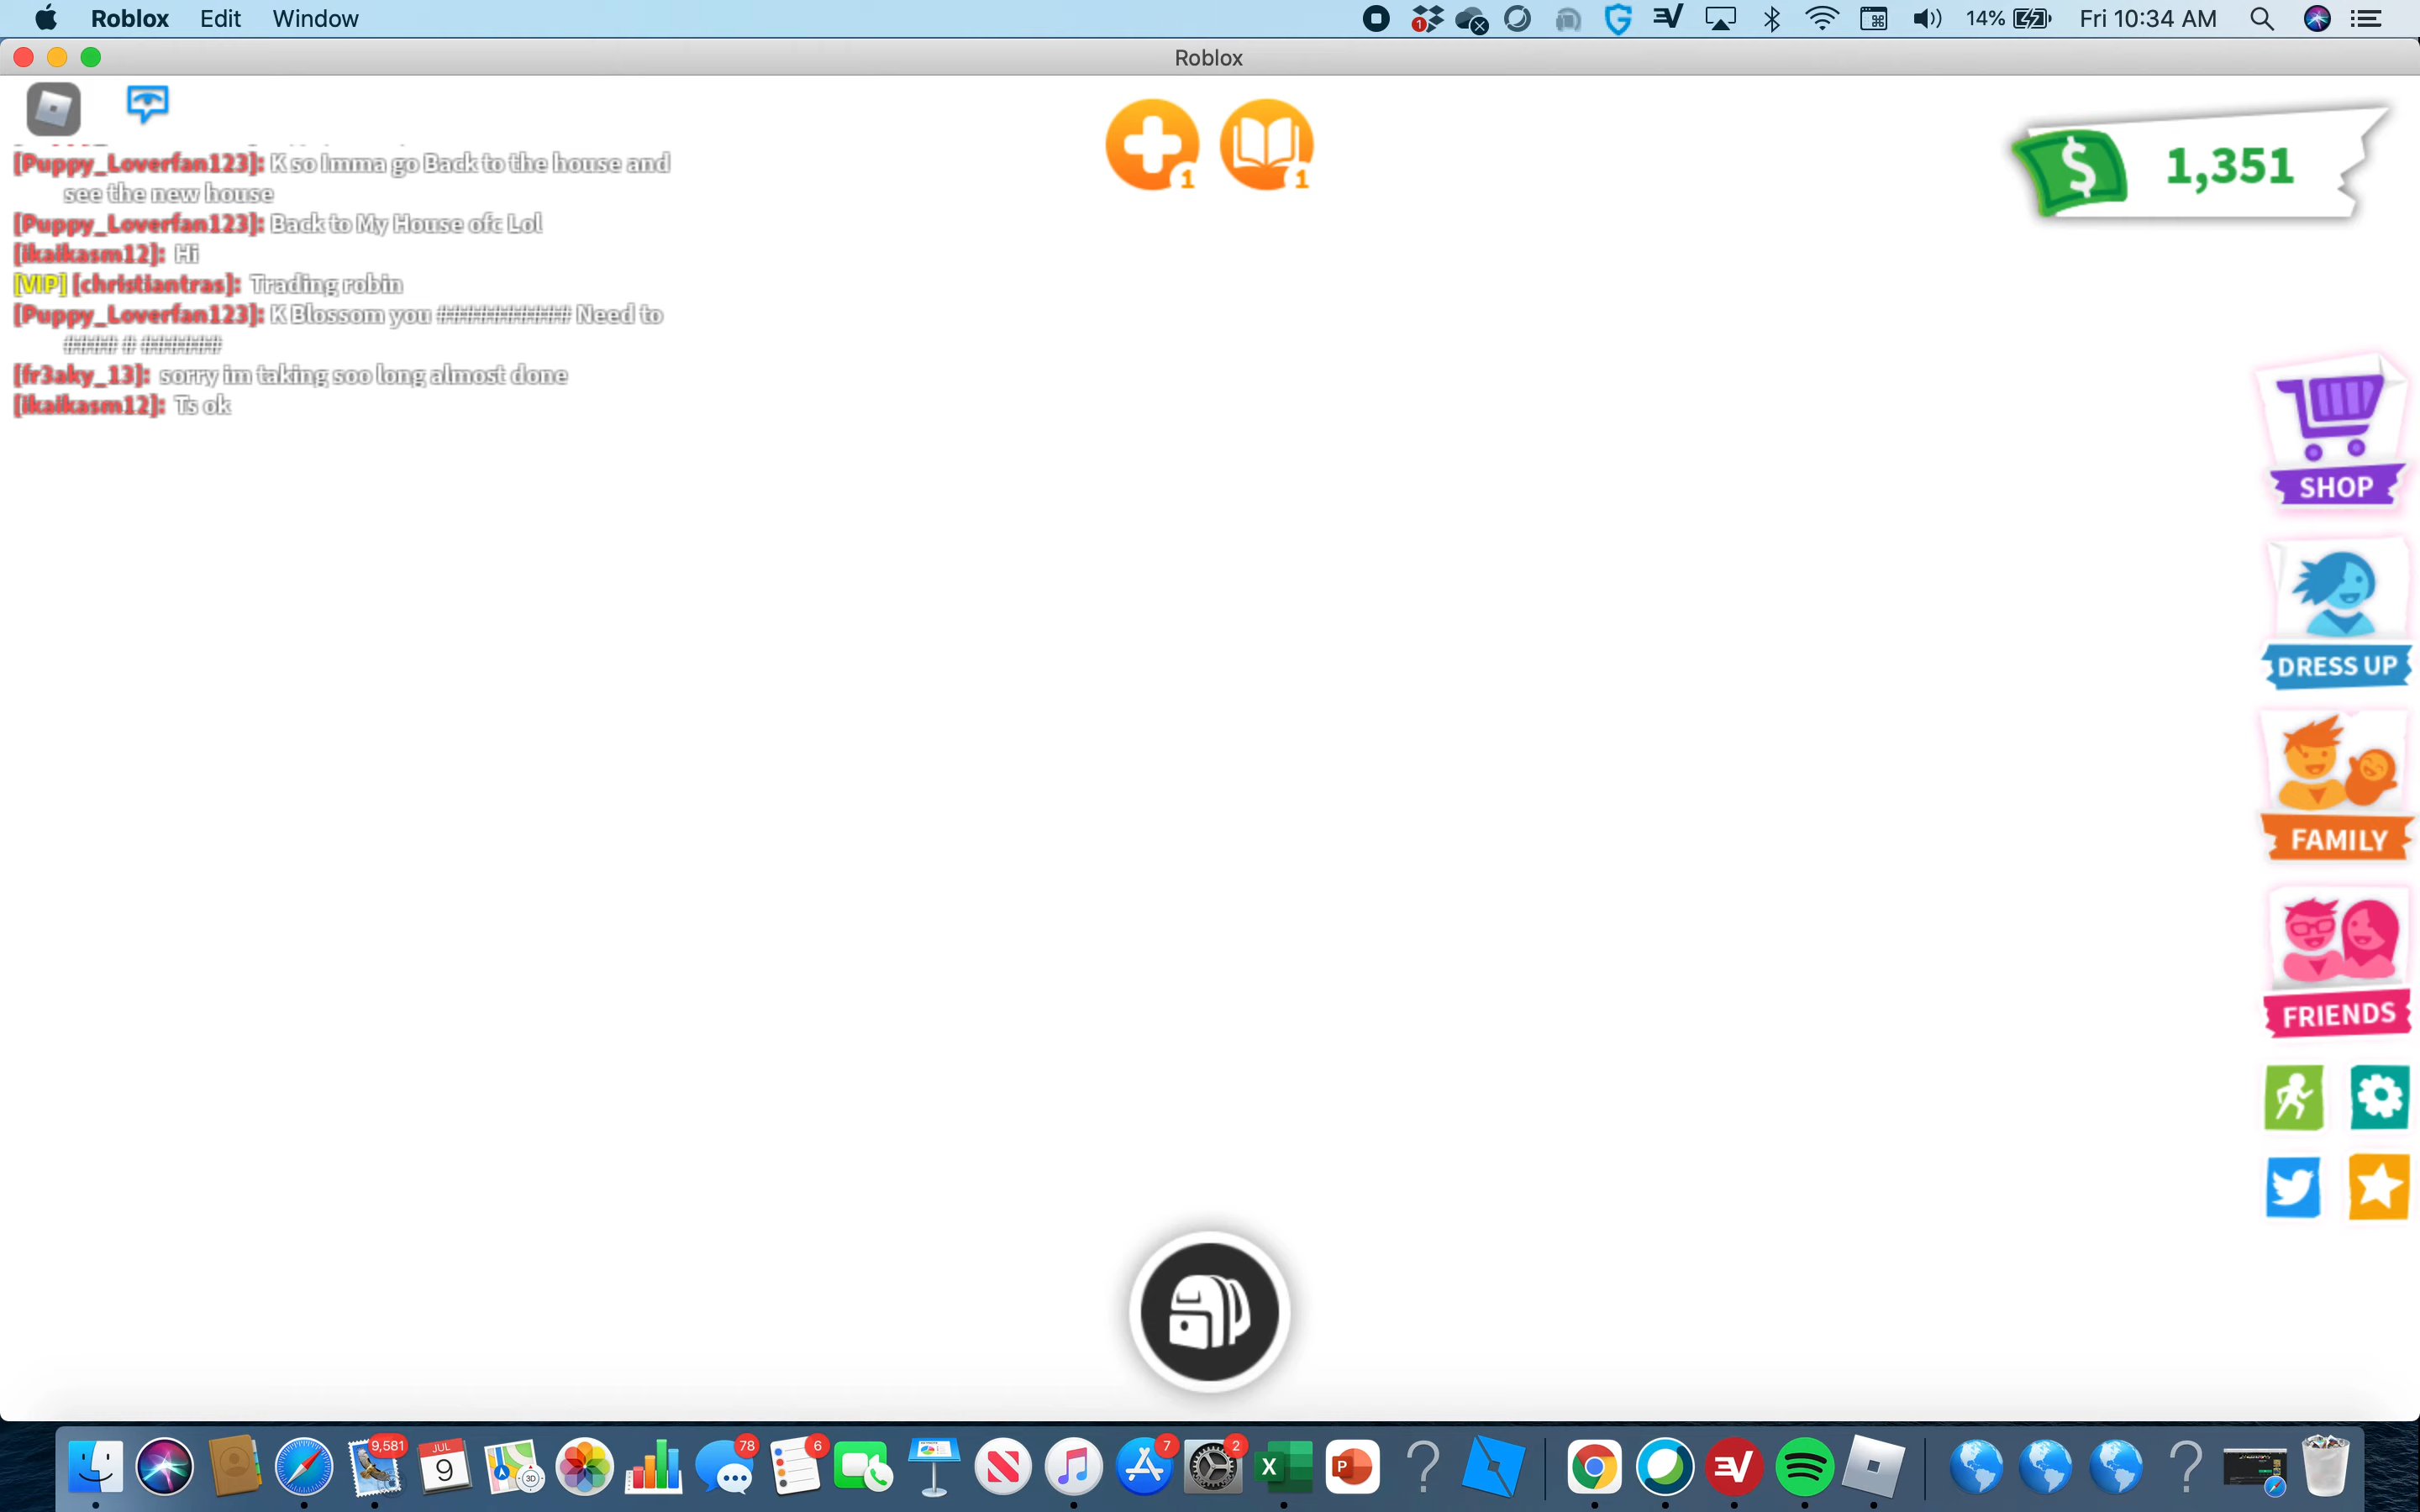 Roblox Edit Window
14% Fri 10:34 AM
Roblox
[Puppy_Loverfan123]: K so Imma go Back to the house and
see the new house
[Puppy_Loverfan123]: Back to My House ofc Lol
[ikaikasm12]: Hi
[VIP] [christiantras]: Trading robin
[Puppy_Loverfan123]: K Blossom you ########## Need to
#### # ######
[fr3aky_13]: sorry im taking soo long almost done
[ikaikasm12]: Ts ok
1 1
1
$ 1,351
SHOP
DRESS UP
FAMILY
FRIENDS
9,581 JUL 9 3D 78 6 7 2 X P ? ?